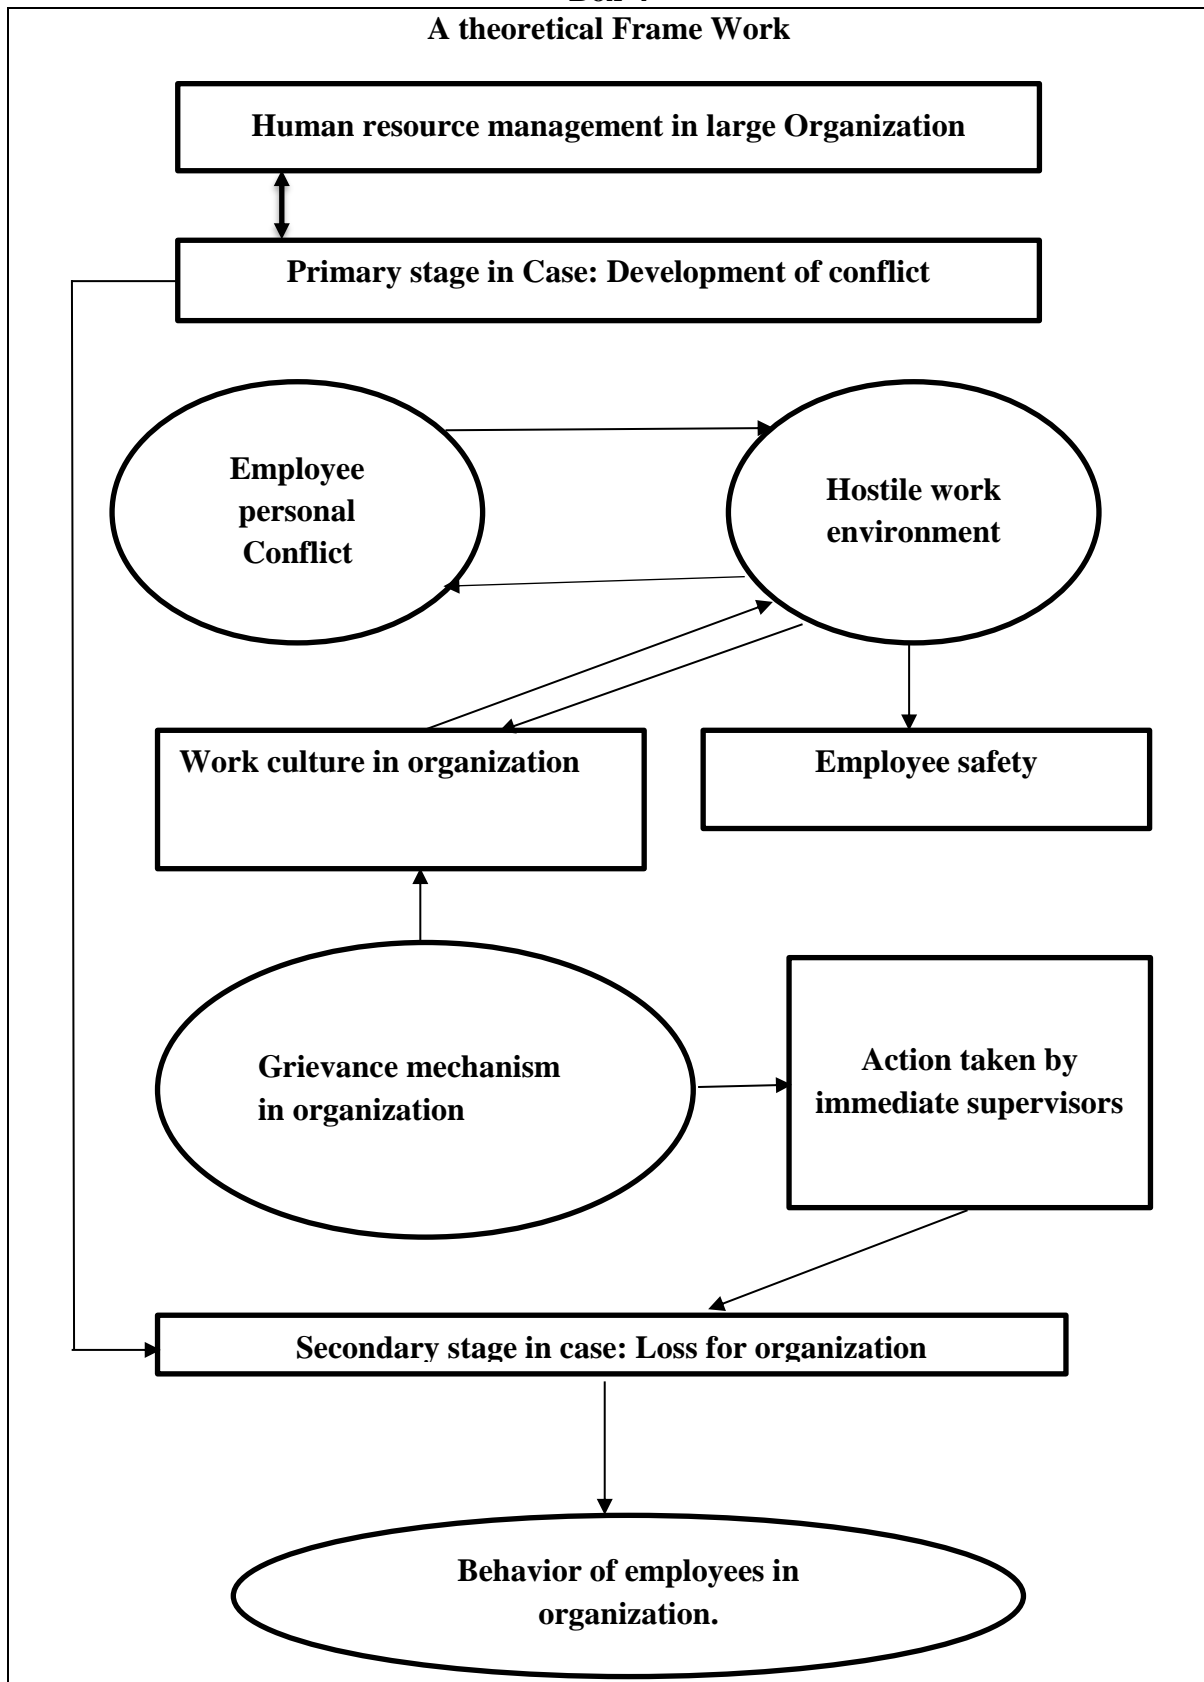 A theoretical Frame Work
Human resource management in large Organization
Primary stage in Case: Development of conflict
Employee
personal
Conflict
Hostile work
environment
Work culture in organization
Employee safety
Grievance mechanism
in organization
Action taken by
immediate supervisors
Secondary stage in case: Loss for organization
Behavior of employees in
organization.